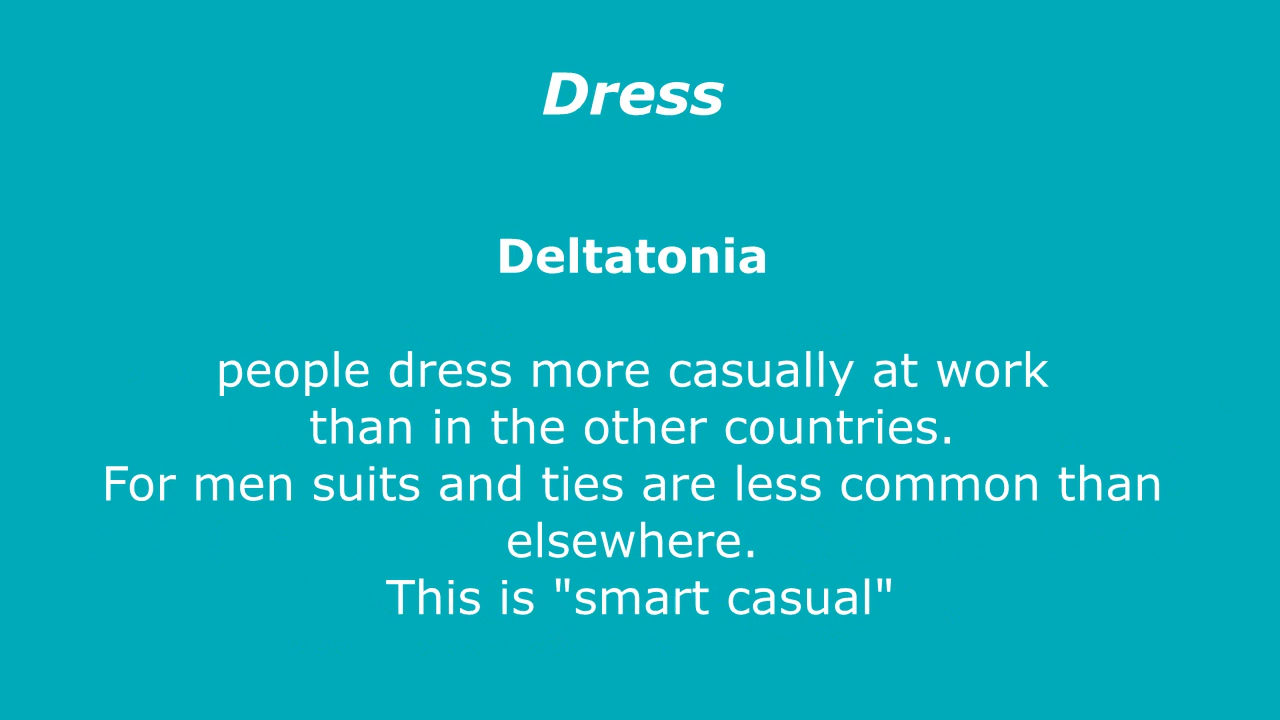 Dress
Deltatonia
people dress more casually at work
than in the other countries.
For men suits and ties are less common than
elsewhere.
This is "smart casual"